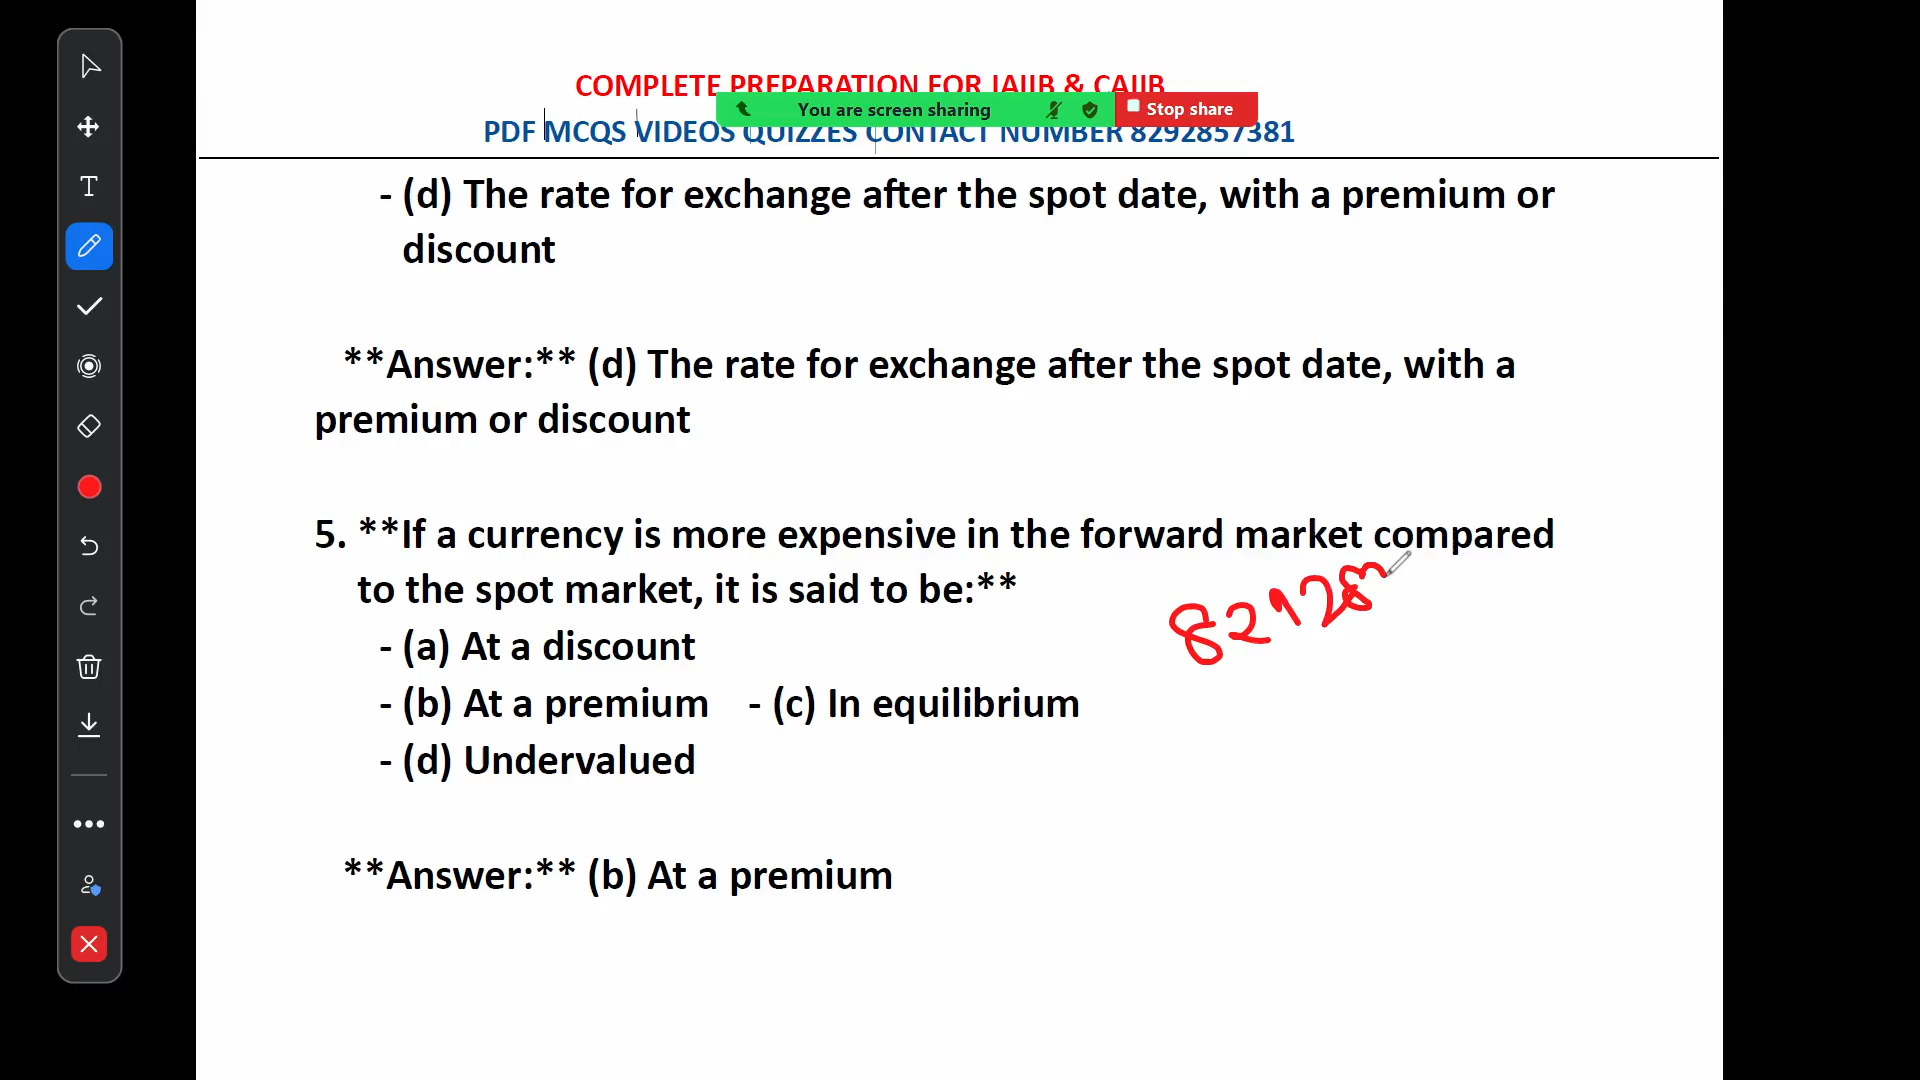 COMPLETE PREPARATION FOR JAIIB & CAIIB
You are screen sharing
Stop share
PDF MCQS VIDEOS QUIZZES CONTACT NUMBER 8292857381
- (d) The rate for exchange after the spot date, with a premium or
discount
**Answer:** (d) The rate for exchange after the spot date, with a
premium or discount
5. **If a currency is more expensive in the forward market compared
to the spot market, it is said to be:**
82928
- (a) At a discount
- (b) At a premium - (c) In equilibrium
- (d) Undervalued
**Answer:** (b) At a premium